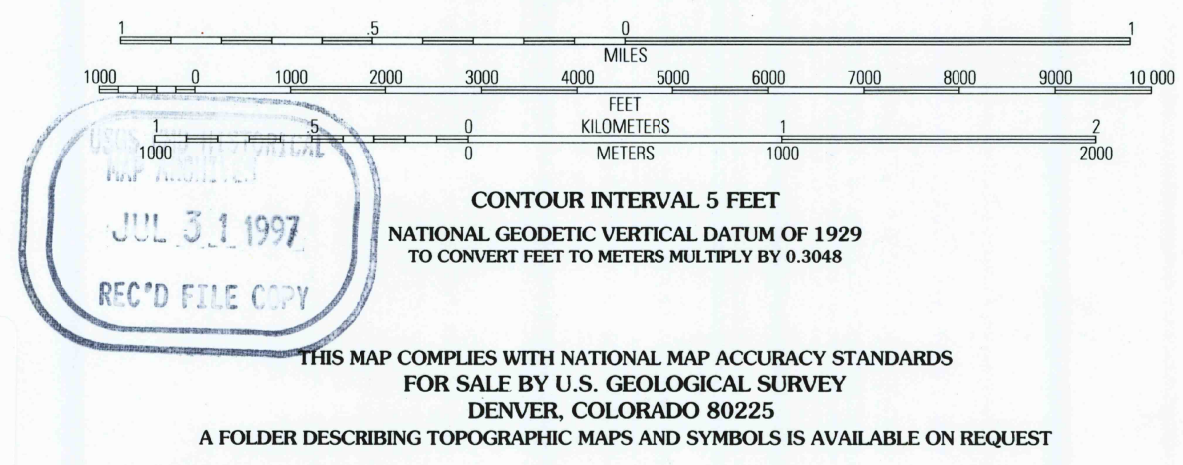 1 .5 0 1
MILES
1000 0 1000 2000 3000 4000 5000 6000 7000 8000 9000 10 000
FEET
1 .5 0 KILOMETERS 1 2
1000 0 METERS 1000 2000
CONTOUR INTERVAL 5 FEET
NATIONAL GEODETIC VERTICAL DATUM OF 1929
TO CONVERT FEET TO METERS MULTIPLY BY 0.3048
USGS HISTORICAL
MAP
JUL 31 1997
REC'D FILE COPY
THIS MAP COMPLIES WITH NATIONAL MAP ACCURACY STANDARDS
FOR SALE BY U.S. GEOLOGICAL SURVEY
DENVER, COLORADO 80225
A FOLDER DESCRIBING TOPOGRAPHIC MAPS AND SYMBOLS IS AVAILABLE ON REQUEST